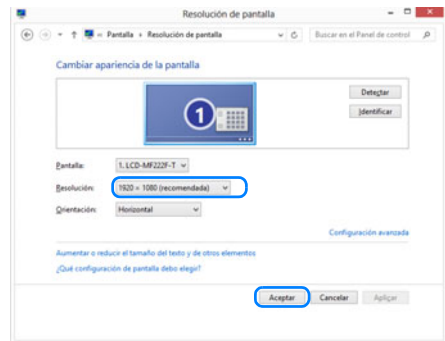 Resolución de pantalla
« Pantalla › Resolución de pantalla
Buscar en el Panel de control
Cambiar apariencia de la pantalla
1
Detectar
Identificar
Pantalla: 1. LCD-MF222F-T
Resolución: 1920 × 1080 (recomendada)
Orientación: Horizontal
Configuración avanzada
Aumentar o reducir el tamaño del texto y de otros elementos
¿Qué configuración de pantalla debo elegir?
Aceptar Cancelar Aplicar